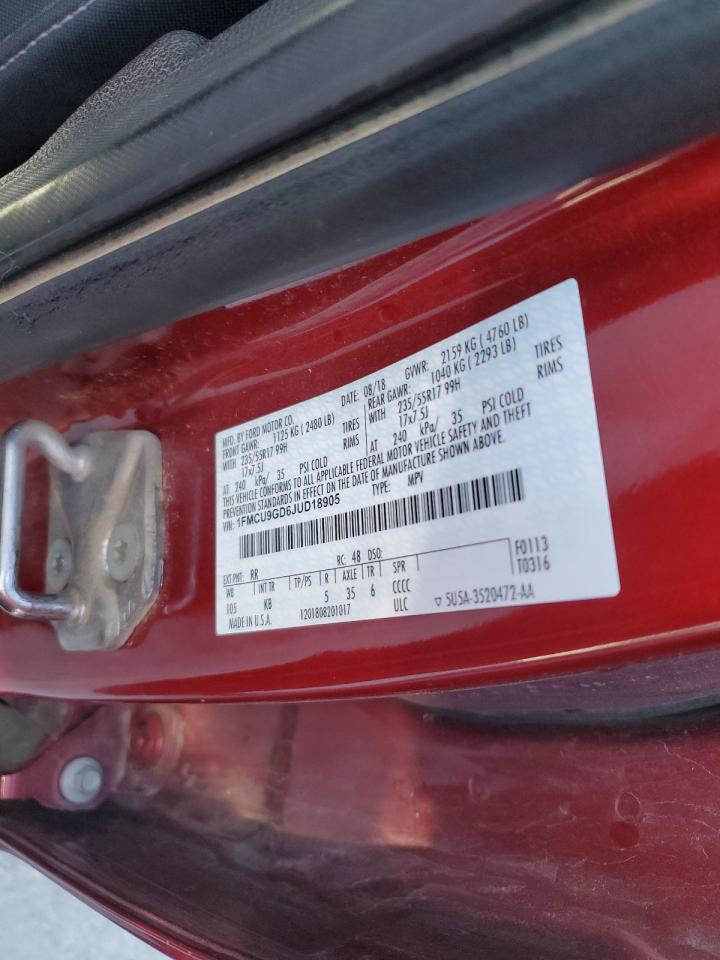 MFD. BY FORD MOTOR CO.
DATE: 08/18 GVWR: 2159 KG ( 4760 LB)
FRONT GAWR: 1125 KG ( 2480 LB) REAR GAWR: 1040 KG ( 2293 LB)
WITH 235/55R17 99H TIRES WITH 235/55R17 99H TIRES
17x7.5J RIMS 17x7.5J RIMS
AT 240 kPa/ 35 PSI COLD AT 240 kPa/ 35 PSI COLD
THIS VEHICLE CONFORMS TO ALL APPLICABLE FEDERAL MOTOR VEHICLE SAFETY AND THEFT
PREVENTION STANDARDS IN EFFECT ON THE DATE OF MANUFACTURE SHOWN ABOVE.
VIN: 1FMCU9GD6JUD18905 TYPE: MPV
F0113
T0316
EXT PNT: RR RC: 48 DSO:
WB INT TR TP/PS R AXLE TR SPR
105 KB 5 35 6 CCCC
MADE IN U.S.A. 1201808201017 ULC ▽ 5USA-3520472-AA